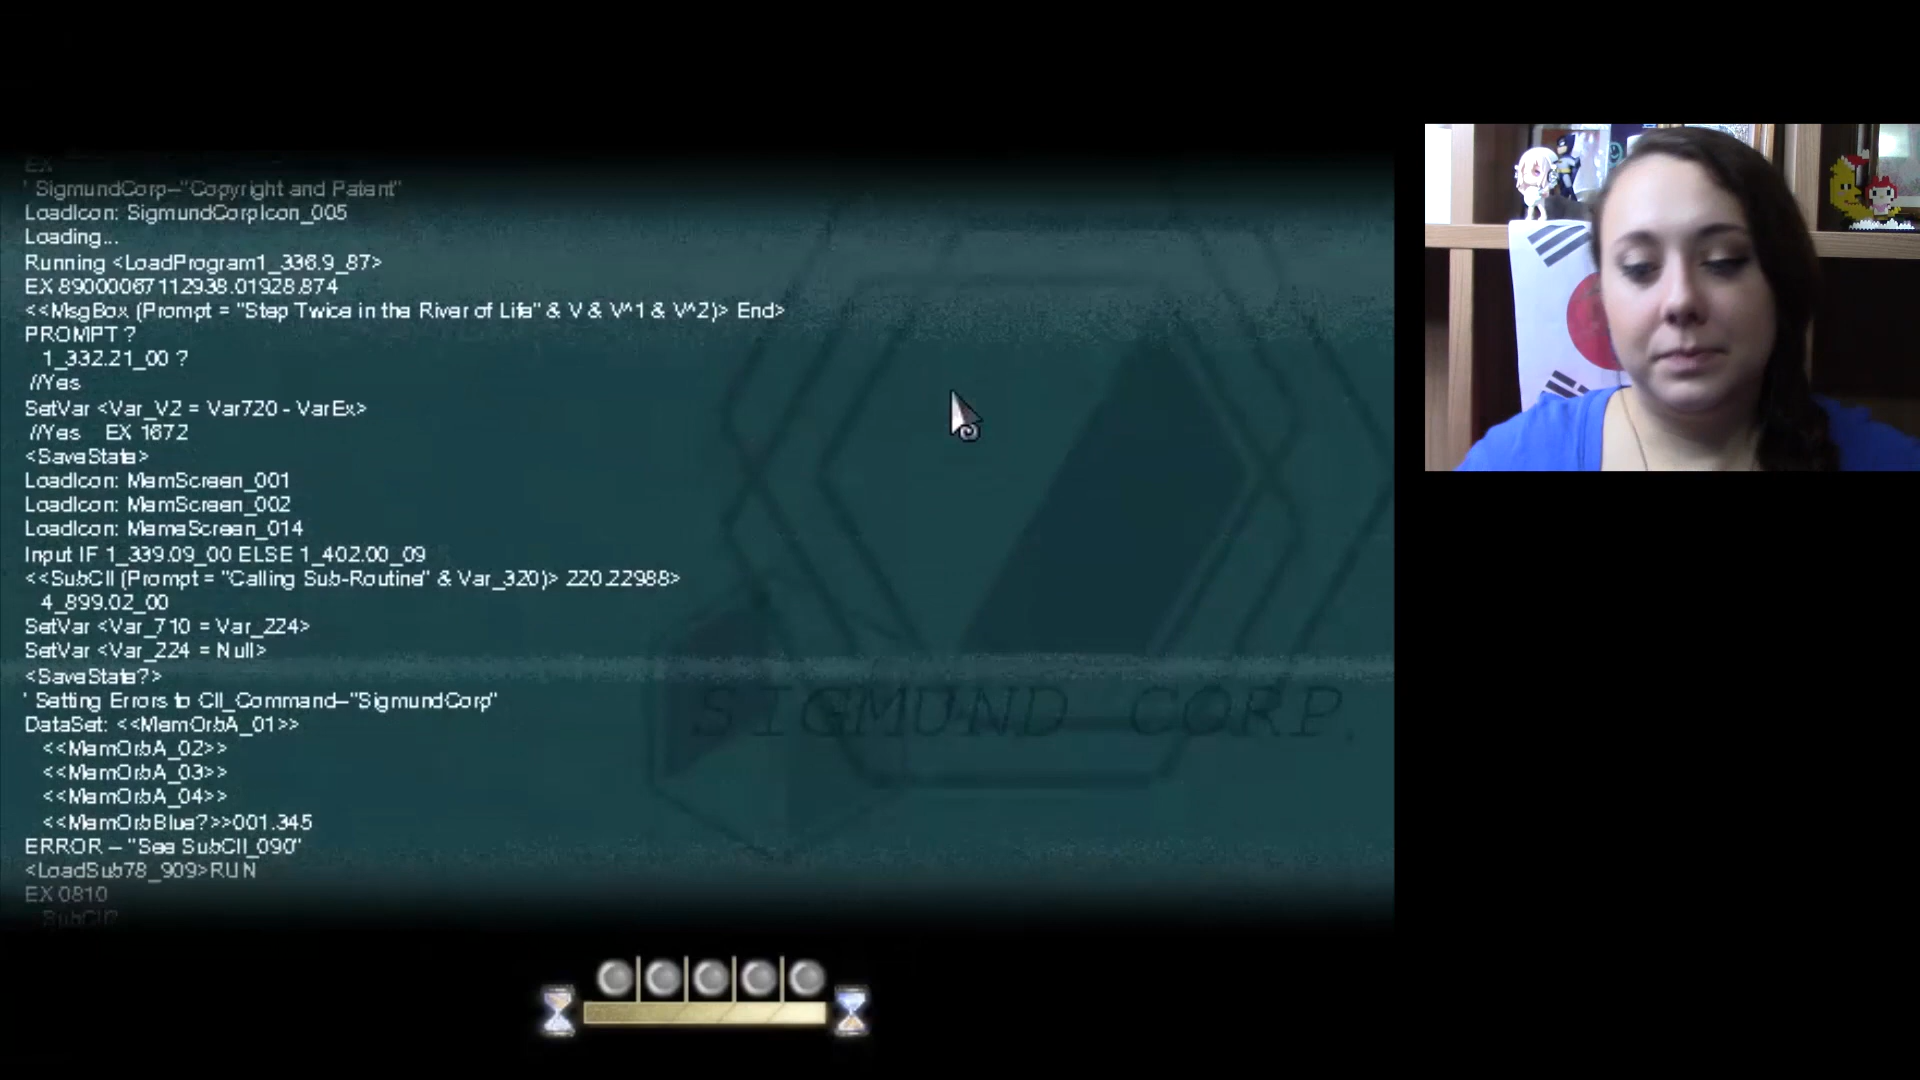 EX
' SigmundCorp--"Copyright and Patent"
LoadIcon: SigmundCorpIcon_005
Loading...
Running <LoadProgram1_336.9_87>
EX 89000067112938.01928.874
<<MsgBox (Prompt = "Step Twice in the River of Life" & V & V^1 & V^2)> End>
PROMPT ?
1_332.21_00 ?
//Yes
SetVar <Var_V2 = Var720 - VarEx>
//Yes EX 1672
<SaveState>
LoadIcon: MemScreen_001
LoadIcon: MemScreen_002
LoadIcon: MemeScreen_014
Input IF 1_339.09_00 ELSE 1_402.00_09
<<SubCll (Prompt = "Calling Sub-Routine" & Var_320)> 220.22988>
4_899.02_00
SetVar <Var_710 = Var_224>
SetVar <Var_224 = Null>
<SaveState?>
' Setting Errors to Cll_Command--"SigmundCorp"
DataSet: <<MemOrbA_01>>
<<MemOrbA_02>>
<<MemOrbA_03>>
<<MemOrbA_04>>
<<MemOrbBlue?>>001.345
ERROR -- "See SubCll_090"
<LoadSub78_909>RUN
EX 0810
SubCll?
SIGMUND CORP.